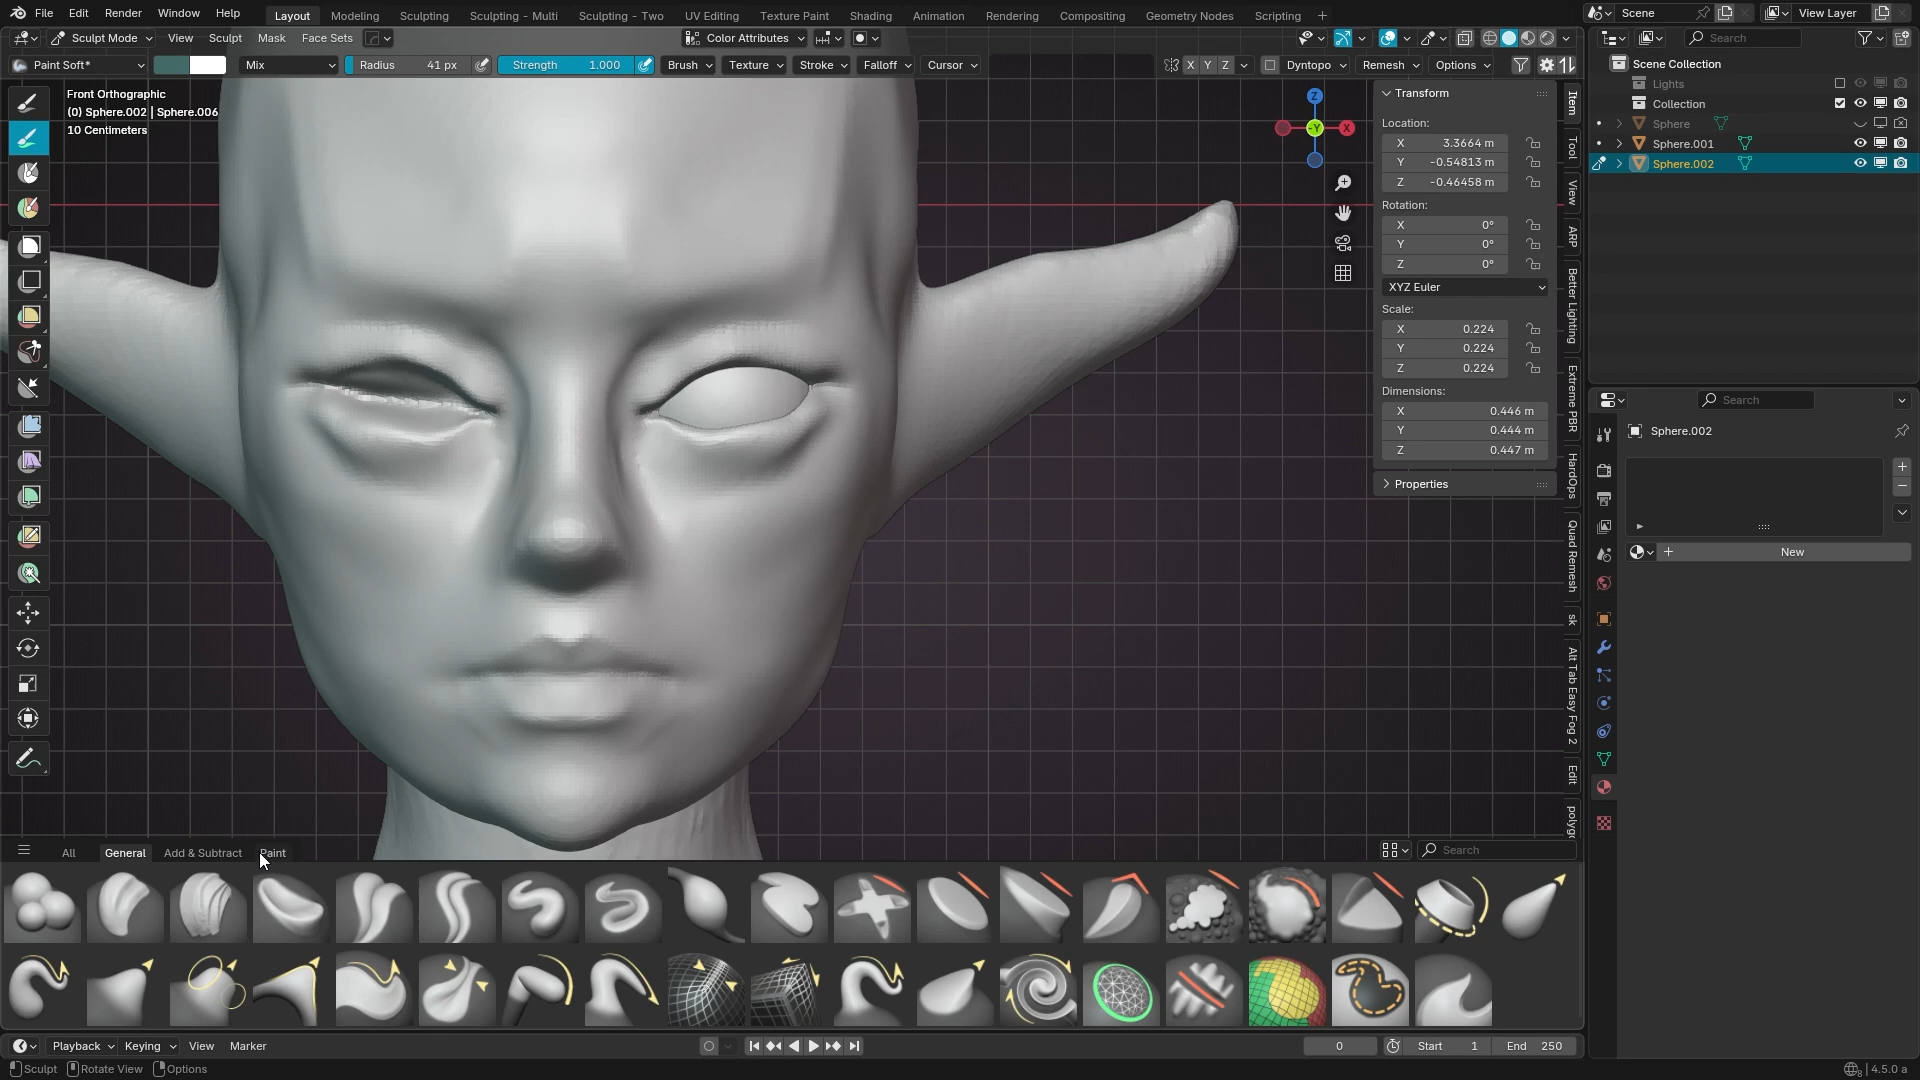 File Edit Render Window Help Layout Modeling Sculpting Sculpting - Multi Sculpting - Two UV Editing Texture Paint Shading Animation Rendering Compositing Geometry Nodes Scripting + Scene View Layer
Sculpt Mode View Sculpt Mask Face Sets Color Attributes Search
Paint Soft* Mix Radius 41 px Strength 1.000 Brush Texture Stroke Falloff Cursor X Y Z Dyntopo Remesh Options
Scene Collection
Lights
Collection
Sphere
Sphere.001
Sphere.002
Front Orthographic
(0) Sphere.002 | Sphere.006
10 Centimeters
Z
-Y
X
Transform
Location:
X 3.3664 m
Y -0.54813 m
Z -0.46458 m
Rotation:
X 0°
Y 0°
Z 0°
XYZ Euler
Scale:
X 0.224
Y 0.224
Z 0.224
Dimensions:
X 0.446 m
Y 0.444 m
Z 0.447 m
Properties
Item
Tool
View
ARP
Better Lighting
Extreme PBR
HardOps
Quad Remesh
sk
Alt Tab Easy Fog 2
Edit
Search
Sphere.002
+ New
All General Add & Subtract Paint Search
Playback Keying View Marker 0 Start 1 End 250
Sculpt Rotate View Options 4.5.0 a